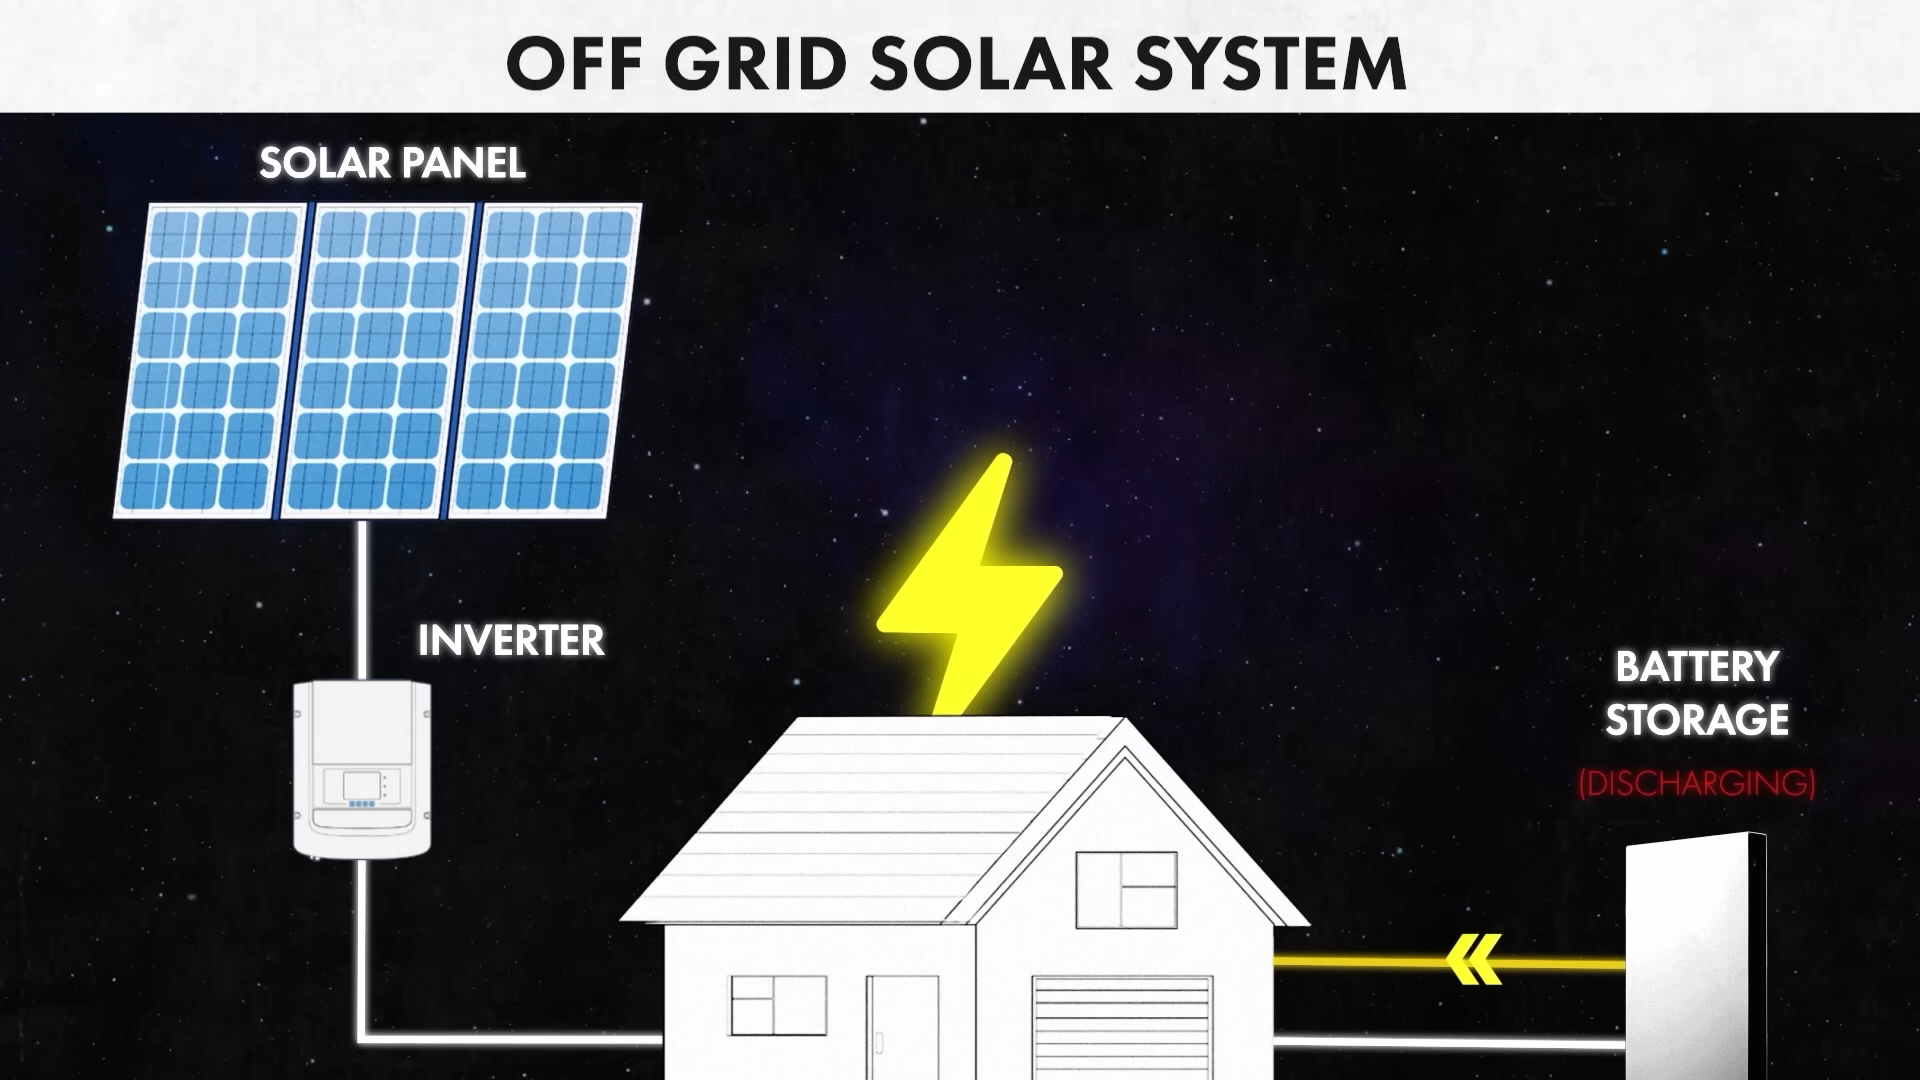 OFF GRID SOLAR SYSTEM
SOLAR PANEL
INVERTER
BATTERY
STORAGE
(DISCHARGING)